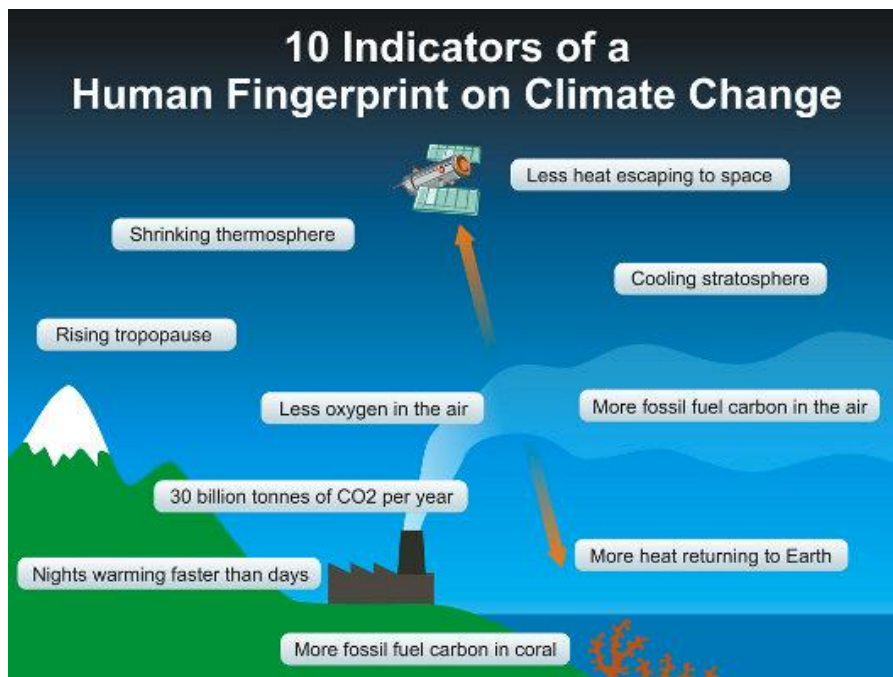 10 Indicators of a
Human Fingerprint on Climate Change
Less heat escaping to space
Shrinking thermosphere
Cooling stratosphere
Rising tropopause
Less oxygen in the air
More fossil fuel carbon in the air
30 billion tonnes of CO2 per year
More heat returning to Earth
Nights warming faster than days
More fossil fuel carbon in coral